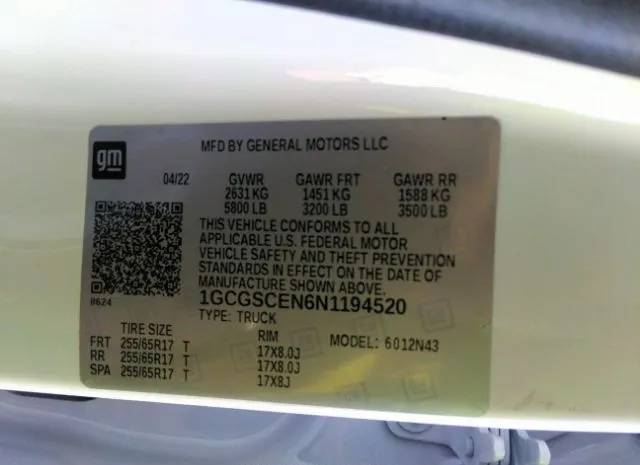 gm
MFD BY GENERAL MOTORS LLC
04/22 GVWR GAWR FRT GAWR RR
2631 KG 1451 KG 1588 KG
5800 LB 3200 LB 3500 LB
THIS VEHICLE CONFORMS TO ALL
APPLICABLE U.S. FEDERAL MOTOR
VEHICLE SAFETY AND THEFT PREVENTION
STANDARDS IN EFFECT ON THE DATE OF
MANUFACTURE SHOWN ABOVE.
8624
1GCGSCEN6N1194520
TYPE: TRUCK
TIRE SIZE RIM MODEL: 6012N43
FRT 255/65R17 T 17X8.0J
RR 255/65R17 T 17X8.0J
SPA 255/65R17 T 17X8J